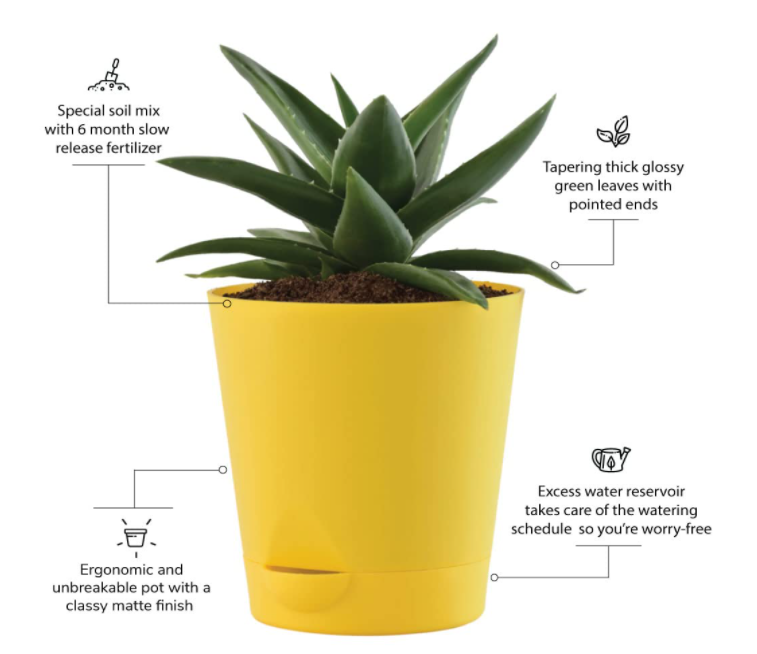 Special soil mix
with 6 month slow
release fertilizer
Tapering thick glossy
green leaves with
pointed ends
Excess water reservoir
takes care of the watering
schedule so you're worry-free
Ergonomic and
unbreakable pot with a
classy matte finish